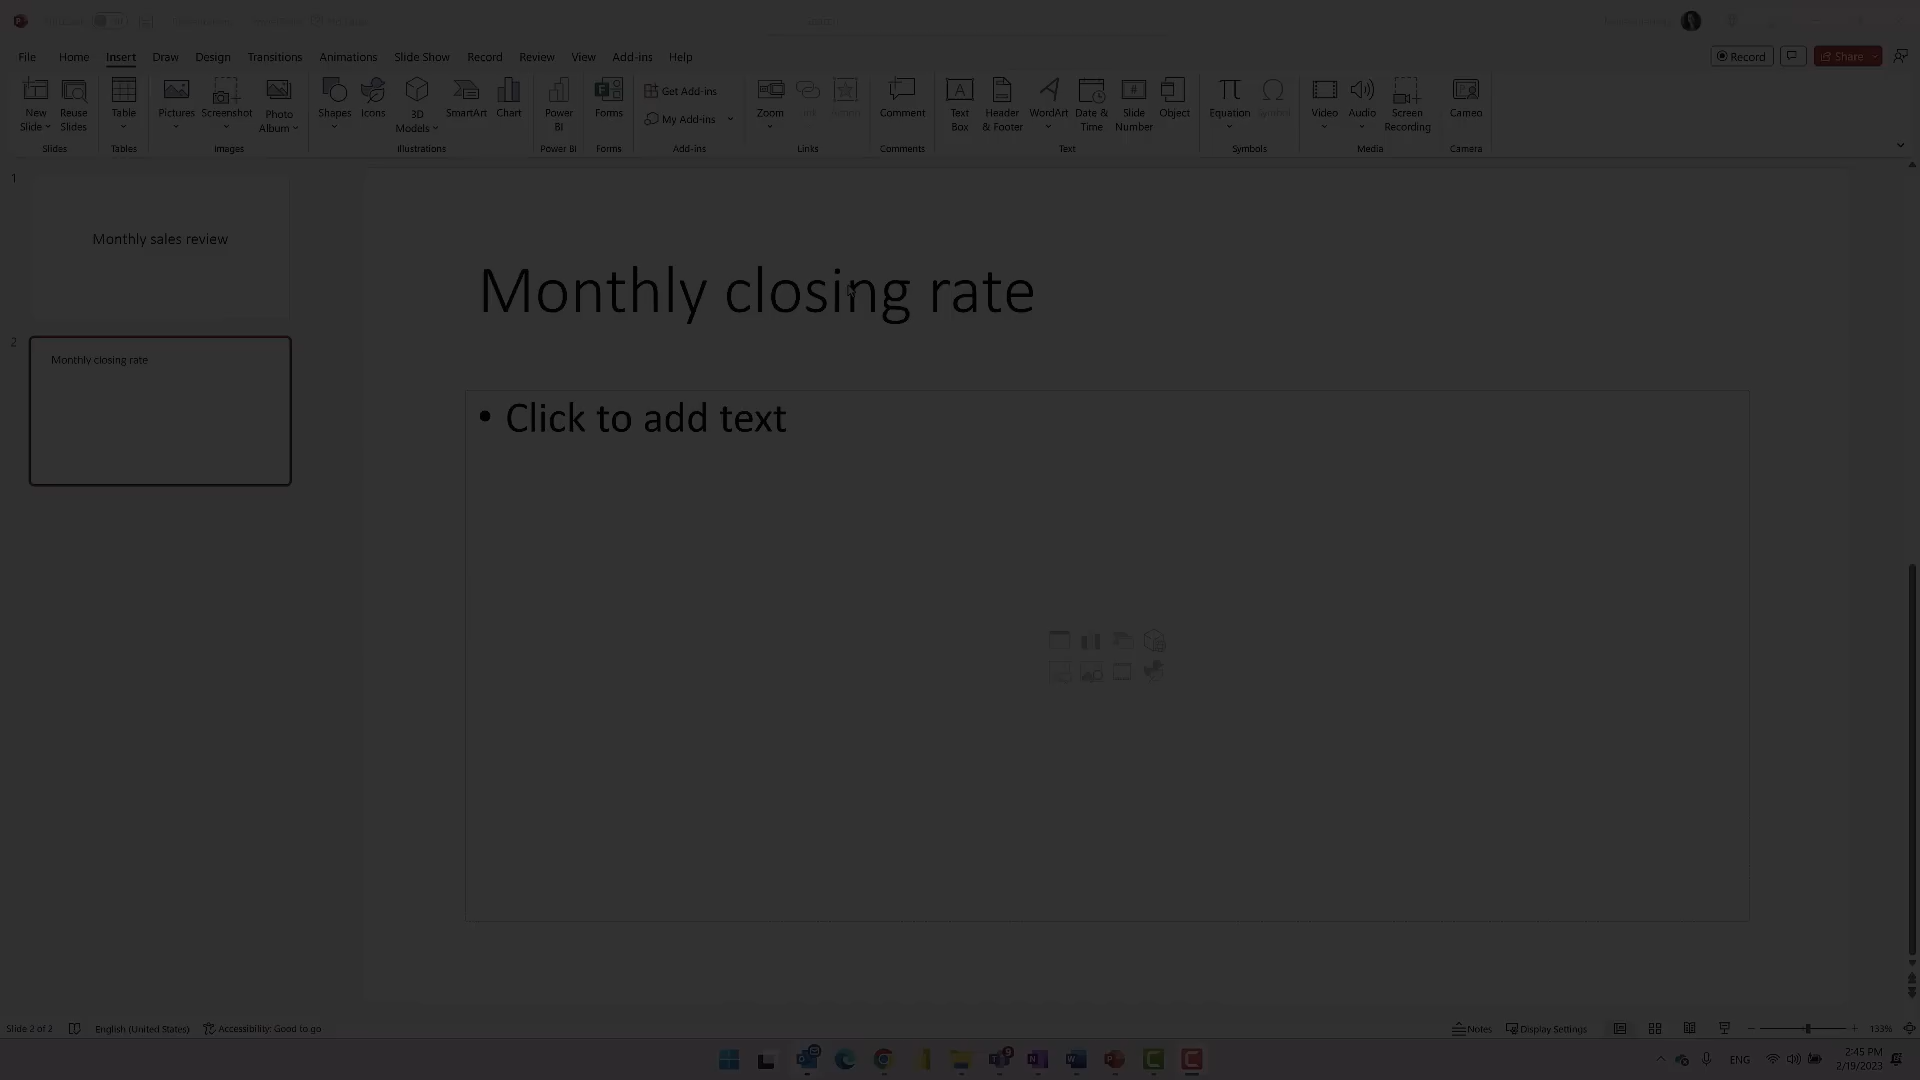 File Home Insert Draw Design Transitions Animations Slide Show Record Review View Add-ins Help
Record
Share
New Slide
Reuse Slides
Table
Pictures
Screenshot
Photo Album
Shapes
Icons
3D Models
SmartArt
Chart
Power BI
Forms
Get Add-ins
My Add-ins
Zoom
Link
Action
Comment
Text Box
Header & Footer
WordArt
Date & Time
Slide Number
Object
Equation
Symbol
Video
Audio
Screen Recording
Cameo
Slides Tables Images Illustrations Power BI Forms Add-ins Links Comments Text Symbols Media Camera
1
Monthly sales review
2
Monthly closing rate
Monthly closing rate
• Click to add text
Slide 2 of 2 English (United States) Accessibility: Good to go Notes Display Settings 133%
ENG
2:45 PM
2/19/2023